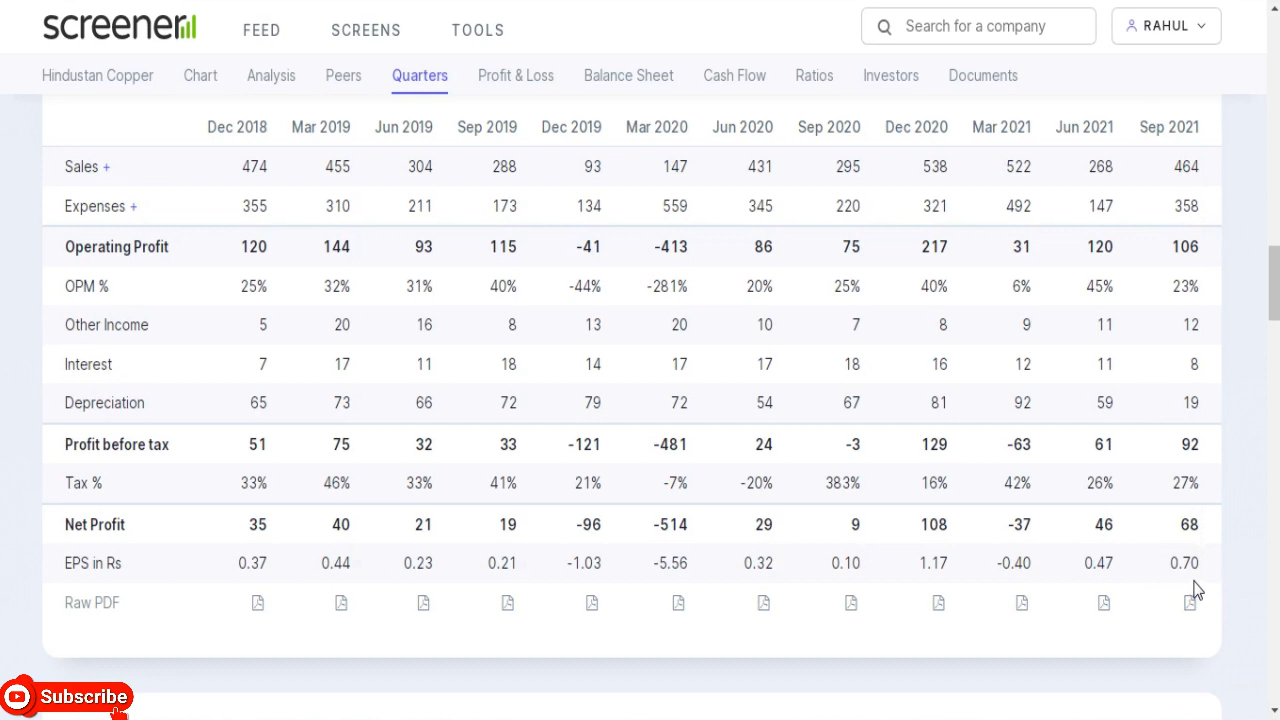 screener FEED SCREENS TOOLS Search for a company RAHUL
Hindustan Copper Chart Analysis Peers Quarters Profit & Loss Balance Sheet Cash Flow Ratios Investors Documents
Dec 2018 Mar 2019 Jun 2019 Sep 2019 Dec 2019 Mar 2020 Jun 2020 Sep 2020 Dec 2020 Mar 2021 Jun 2021 Sep 2021
Sales + 474 455 304 288 93 147 431 295 538 522 268 464
Expenses + 355 310 211 173 134 559 345 220 321 492 147 358
Operating Profit 120 144 93 115 -41 -413 86 75 217 31 120 106
OPM % 25% 32% 31% 40% -44% -281% 20% 25% 40% 6% 45% 23%
Other Income 5 20 16 8 13 20 10 7 8 9 11 12
Interest 7 17 11 18 14 17 17 18 16 12 11 8
Depreciation 65 73 66 72 79 72 54 67 81 92 59 19
Profit before tax 51 75 32 33 -121 -481 24 -3 129 -63 61 92
Tax % 33% 46% 33% 41% 21% -7% -20% 383% 16% 42% 26% 27%
Net Profit 35 40 21 19 -96 -514 29 9 108 -37 46 68
EPS in Rs 0.37 0.44 0.23 0.21 -1.03 -5.56 0.32 0.10 1.17 -0.40 0.47 0.70
Raw PDF
Subscribe